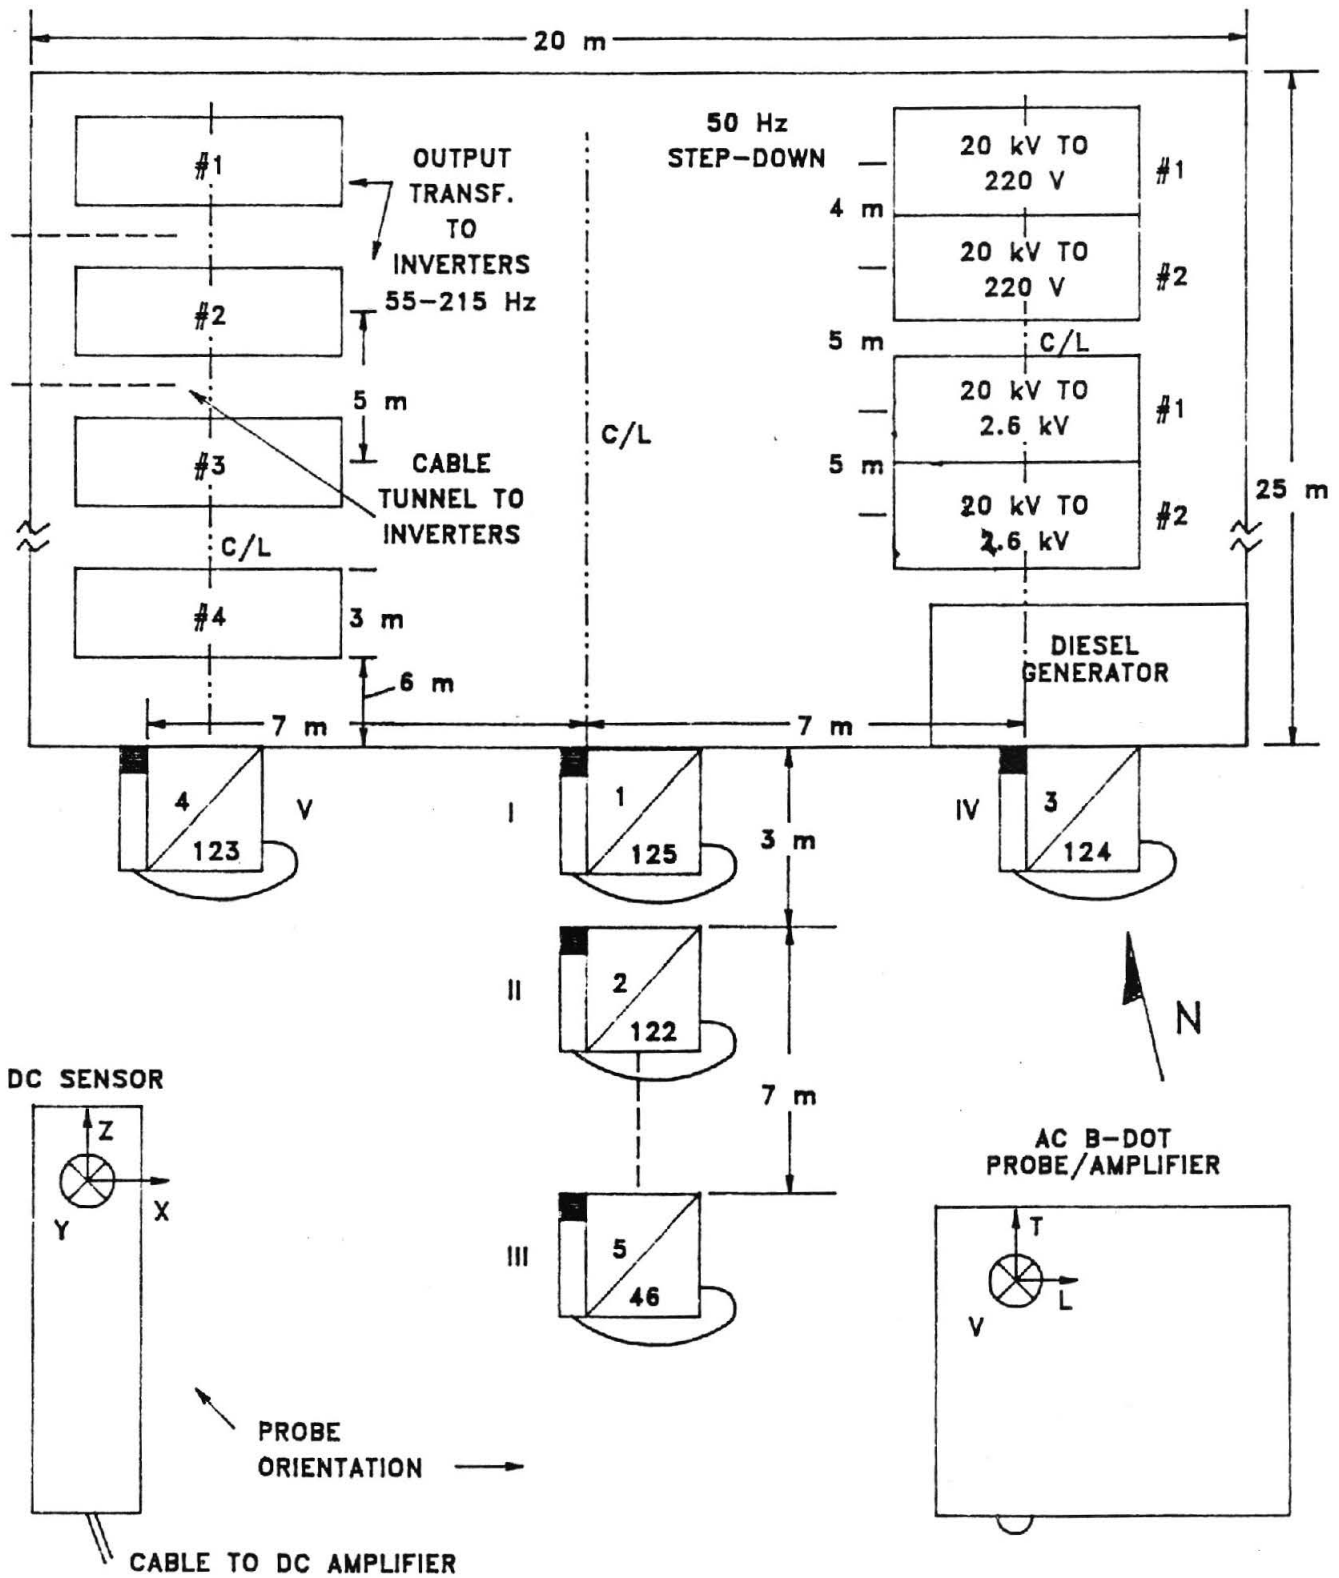 20 m
#1
OUTPUT
TRANSF.
TO
INVERTERS
55-215 Hz
#2
5 m
#3
CABLE
TUNNEL TO
INVERTERS
C/L
#4
3 m
6 m
C/L
50 Hz
STEP-DOWN
20 kV TO
220 V
#1
4 m
20 kV TO
220 V
#2
5 m
C/L
20 kV TO
2.6 kV
#1
5 m
20 kV TO
2.6 kV
#2
25 m
DIESEL
GENERATOR
7 m
7 m
4
123
V
I
1
125
3 m
IV
3
124
II
2
122
7 m
N
III
5
46
DC SENSOR
Z
X
Y
PROBE
ORIENTATION
CABLE TO DC AMPLIFIER
AC B-DOT
PROBE/AMPLIFIER
T
L
V